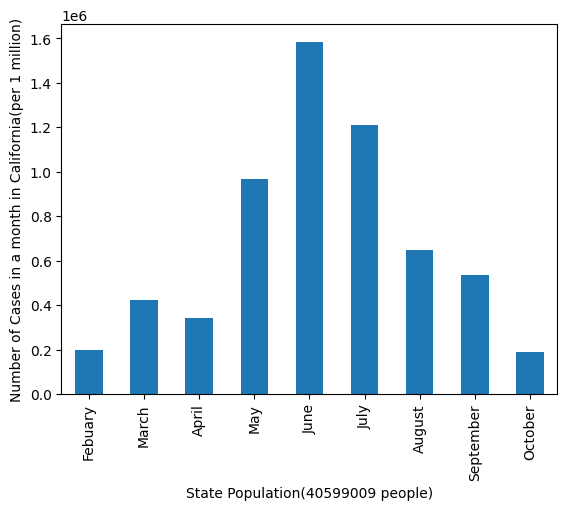 1e6
Number of Cases in a month in California(per 1 million)
1.6
1.4
1.2
1.0
0.8
0.6
0.4
0.2
0.0
Febuary
March
April
May
June
July
August
September
October
State Population(40599009 people)